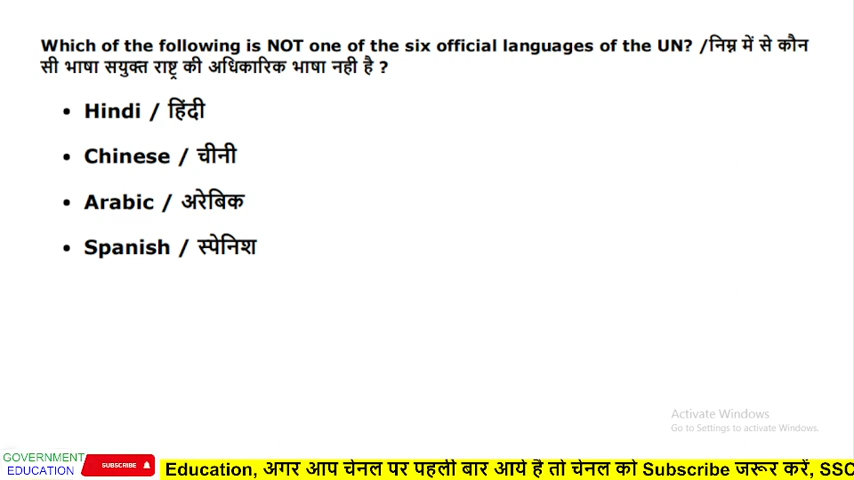 Which of the following is NOT one of the six official languages of the UN? /निम्न में से कौन
सी भाषा सयुक्त राष्ट्र की अधिकारिक भाषा नही है ?
• Hindi / हिंदी
• Chinese / चीनी
• Arabic / अरेबिक
• Spanish / स्पेनिश
Activate Windows
Go to Settings to activate Windows.
GOVERNMENT
EDUCATION
SUBSCRIBE
Education, अगर आप चेनल पर पहली बार आये है तो चेनल को Subscribe जरूर करें, SSC